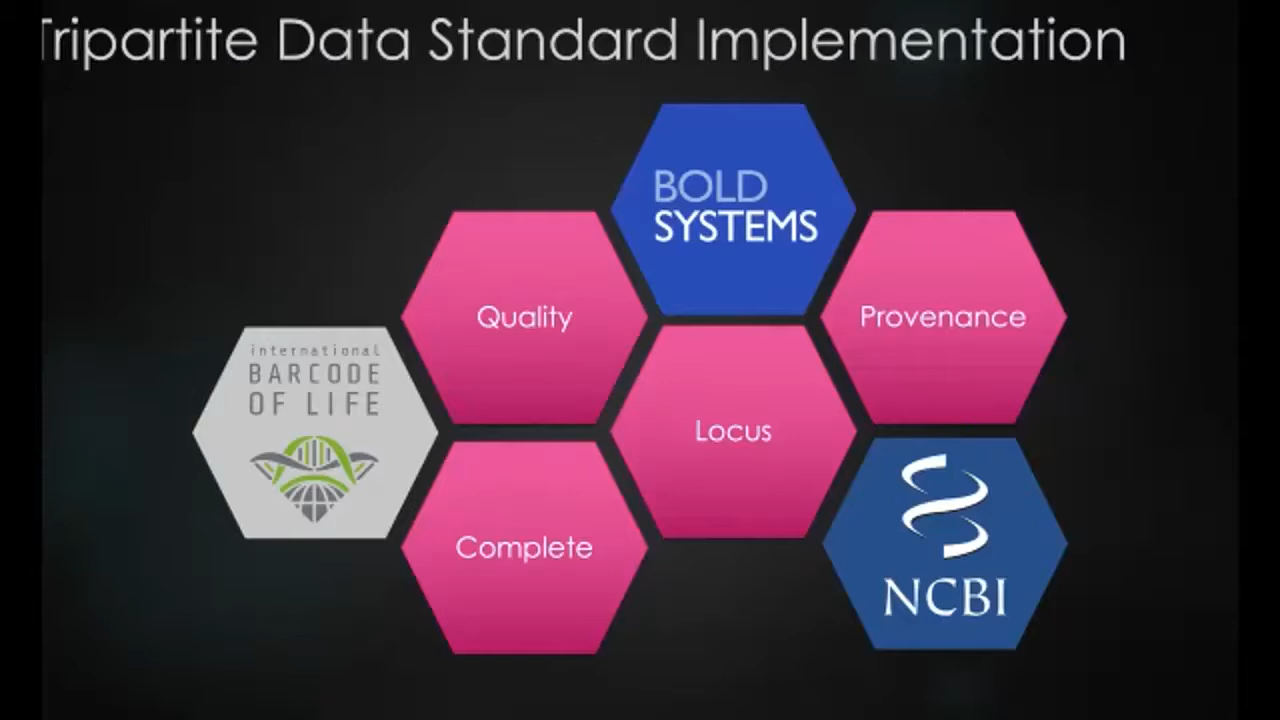 Tripartite Data Standard Implementation
BOLD
SYSTEMS
Quality
Provenance
international
BARCODE
OF LIFE
Locus
Complete
NCBI